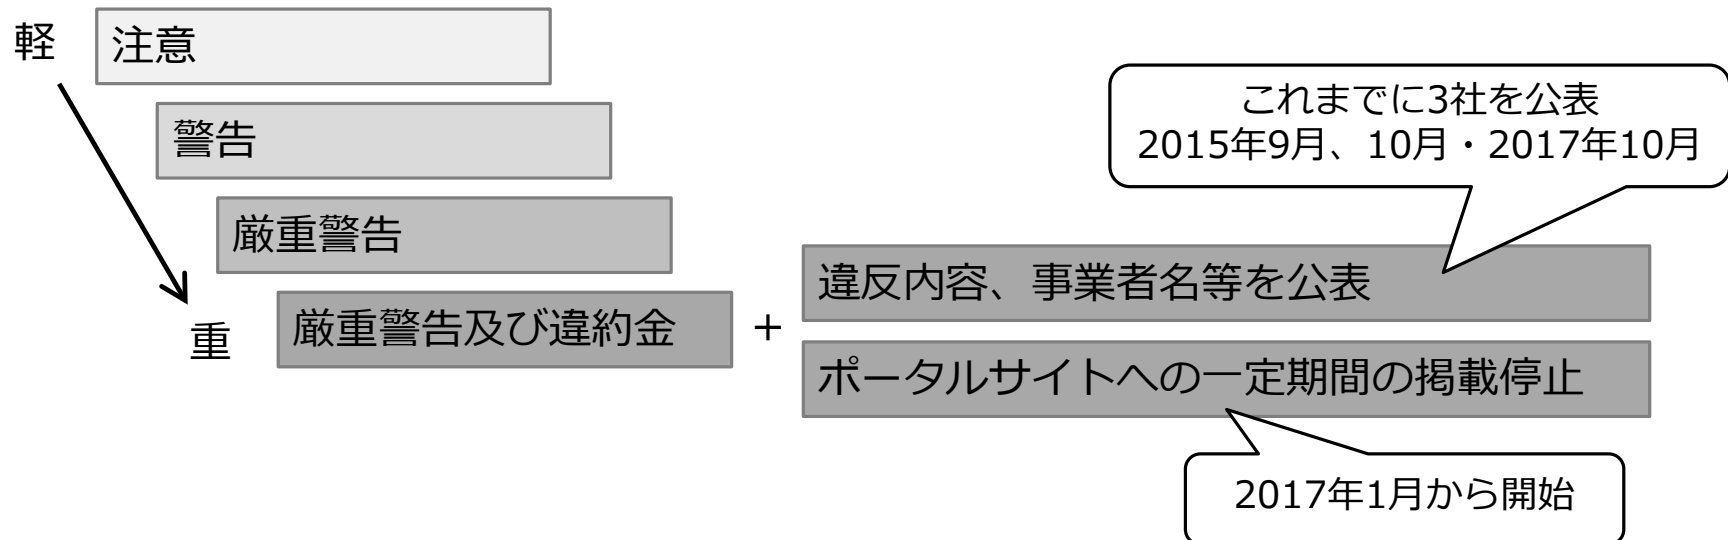 軽
注意
警告
厳重警告
重
厳重警告及び違約金
+
これまでに3社を公表
2015年9月、10月・2017年10月
違反内容、事業者名等を公表
ポータルサイトへの一定期間の掲載停止
2017年1月から開始